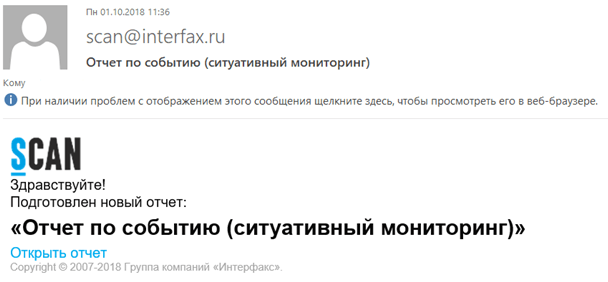 Пн 01.10.2018 11:36
scan@interfax.ru
Отчет по событию (ситуативный мониторинг)
Кому
При наличии проблем с отображением этого сообщения щелкните здесь, чтобы просмотреть его в веб-браузере.
SCAN
Здравствуйте!
Подготовлен новый отчет:
«Отчет по событию (ситуативный мониторинг)»
Открыть отчет
Copyright © 2007-2018 Группа компаний «Интерфакс».